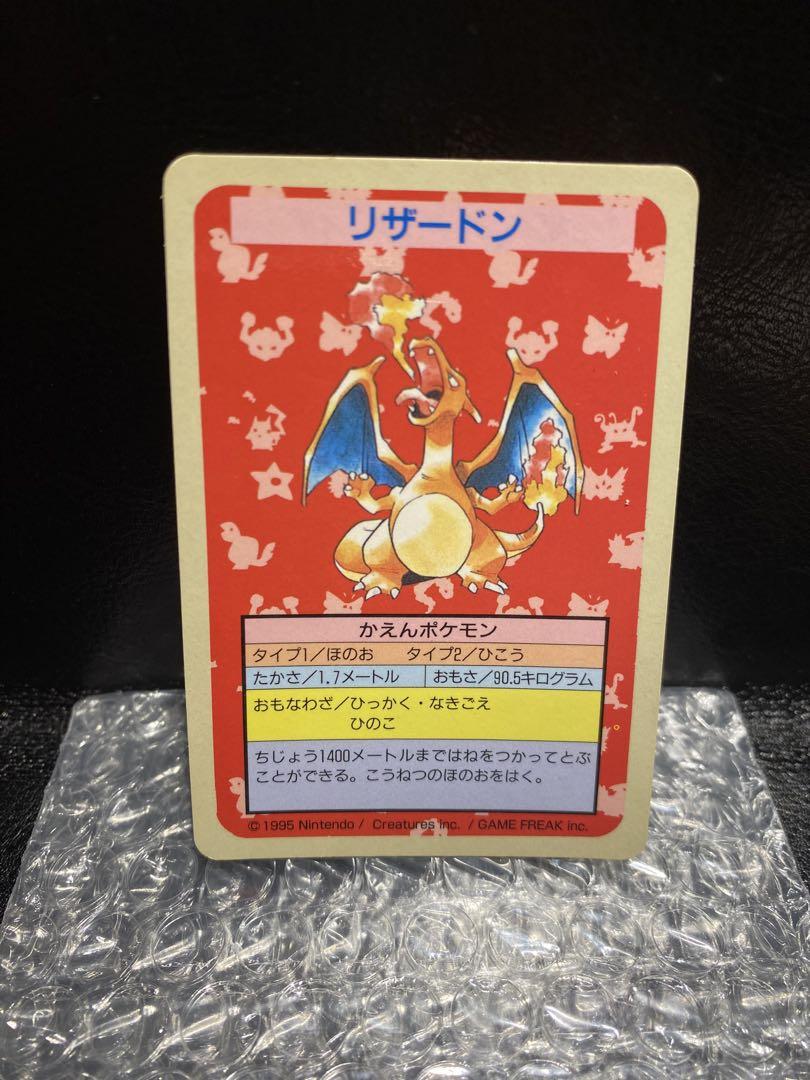 リザードン
かえんポケモン
タイプ1/ほのお タイプ2/ひこう
たかさ/1.7メートル おもさ/90.5キログラム
おもなわざ/ひっかく・なきごえ
ひのこ
ちじょう1400メートルまではねをつかってとぶ
ことができる。こうねつのほのおをはく。
©1995 Nintendo / Creatures inc. / GAME FREAK inc.